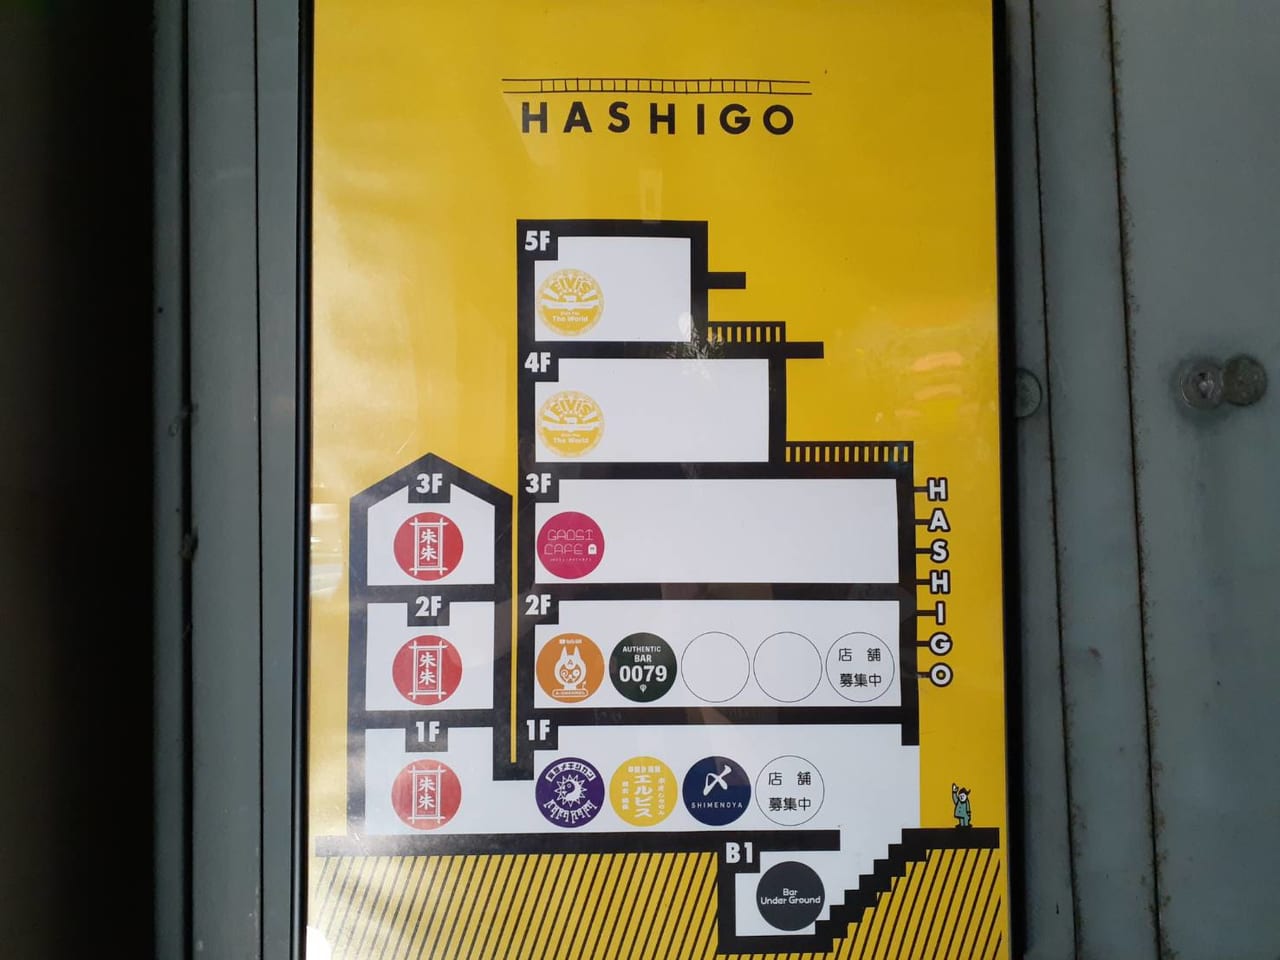 HASHIGO
5F
ELVIS
The World
4F
ELVIS
The World
3F
朱
朱
3F
GAOSI
CAFE
HASHIGO
2F
朱
朱
2F
AUTHENTIC
BAR
0079
店 舗
募集中
1F
朱
朱
1F
エルビス
〆
SHIMENOYA
店 舗
募集中
B1
Bar
Under Ground